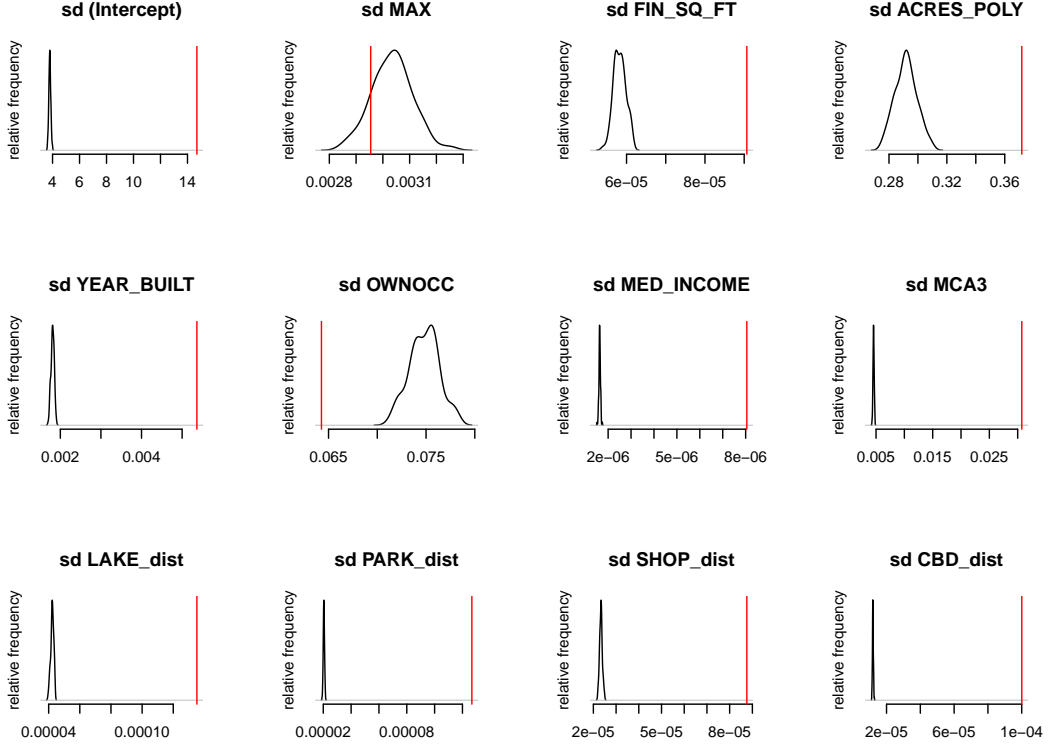 sd (Intercept)
relative frequency
4 6 8 10 14
sd MAX
relative frequency
0.0028 0.0031
sd FIN_SQ_FT
relative frequency
6e−05 8e−05
sd ACRES_POLY
relative frequency
0.28 0.32 0.36
sd YEAR_BUILT
relative frequency
0.002 0.004
sd OWNOCC
relative frequency
0.065 0.075
sd MED_INCOME
relative frequency
2e−06 5e−06 8e−06
sd MCA3
relative frequency
0.005 0.015 0.025
sd LAKE_dist
relative frequency
0.00004 0.00010
sd PARK_dist
relative frequency
0.00002 0.00008
sd SHOP_dist
relative frequency
2e−05 5e−05 8e−05
sd CBD_dist
relative frequency
2e−05 6e−05 1e−04